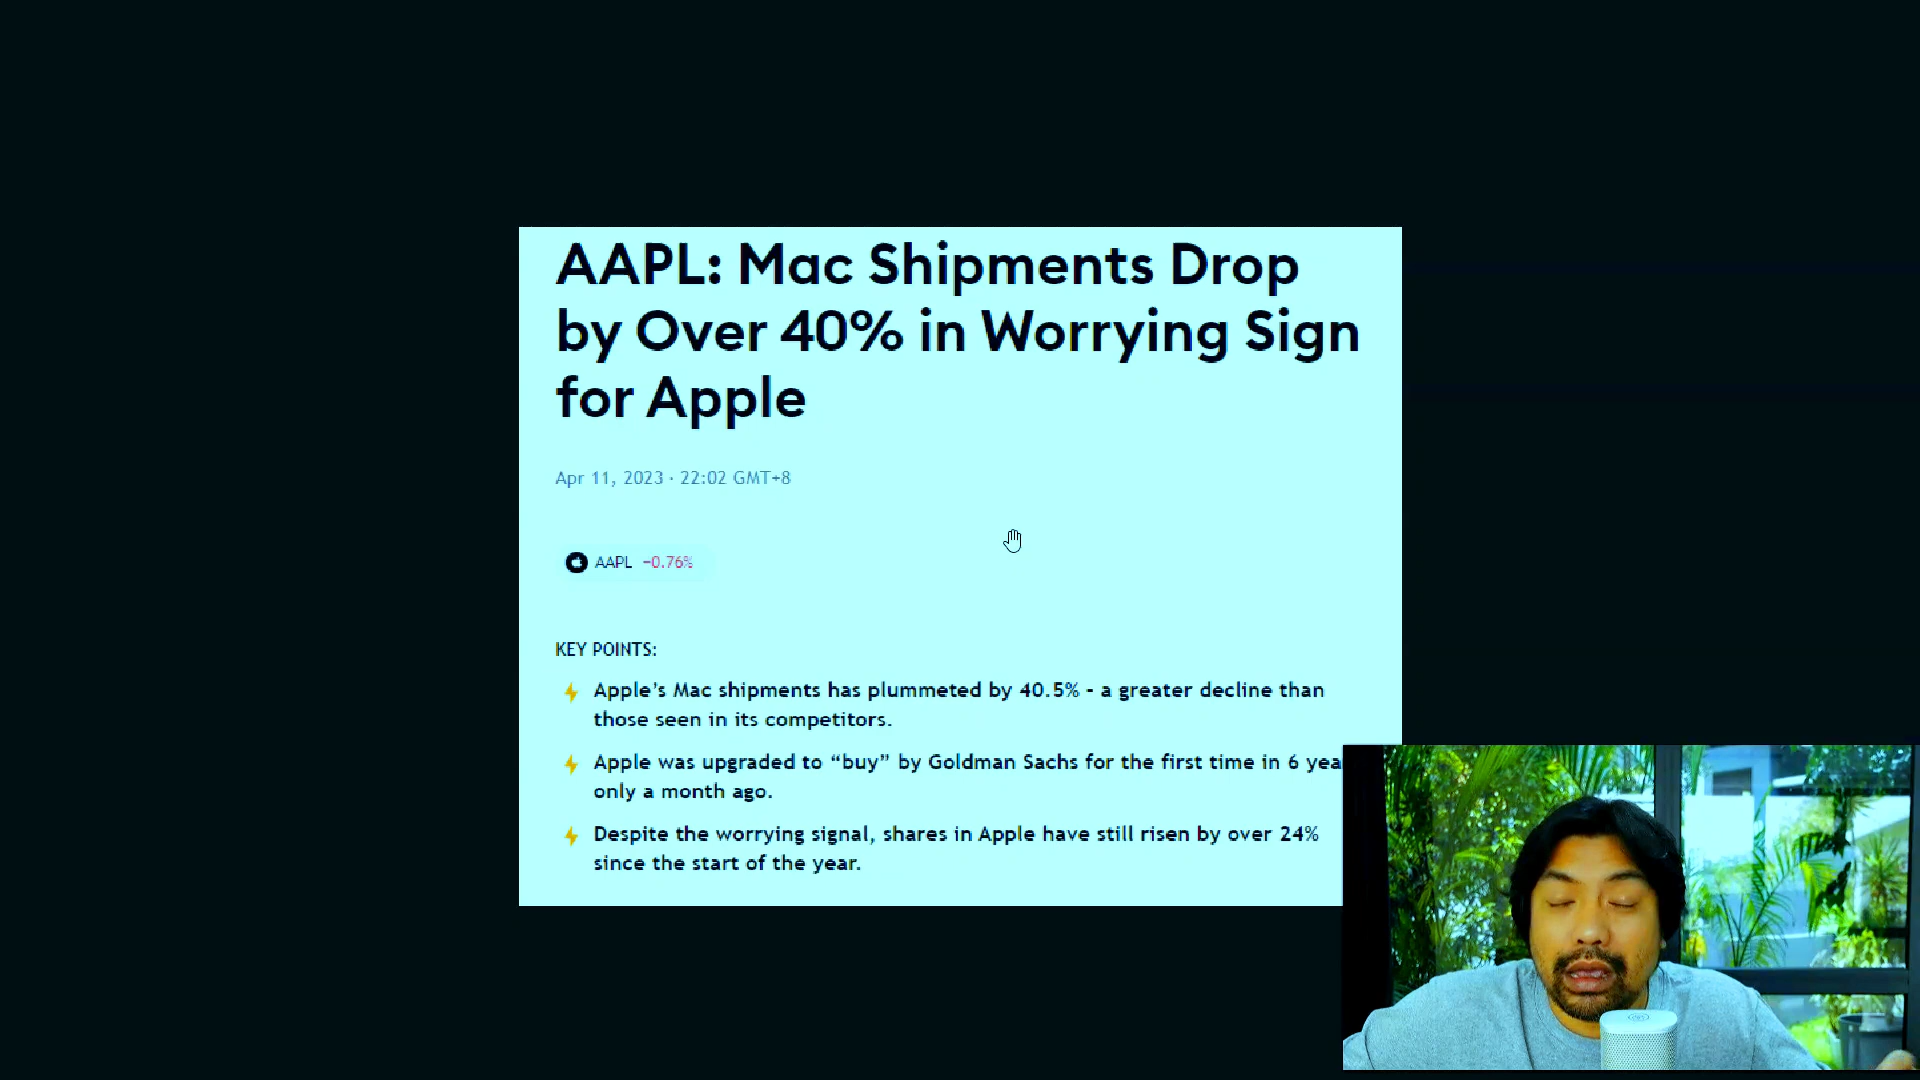 AAPL: Mac Shipments Drop
by Over 40% in Worrying Sign
for Apple
Apr 11, 2023 · 22:02 GMT+8
AAPL −0.76%
KEY POINTS:
Apple’s Mac shipments has plummeted by 40.5% - a greater decline than
those seen in its competitors.
Apple was upgraded to “buy” by Goldman Sachs for the first time in 6 yea
only a month ago.
Despite the worrying signal, shares in Apple have still risen by over 24%
since the start of the year.